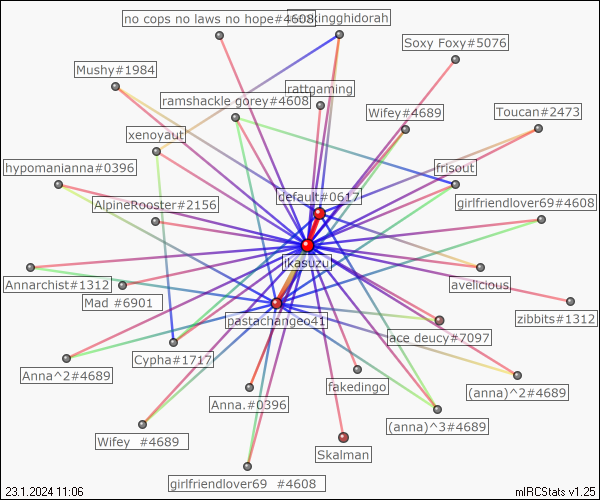 no cops no laws no hope#4608
kingghidorah
Soxy Foxy#5076
Mushy#1984
rattgaming
ramshackle gorey#4608
Wifey#4689
Toucan#2473
xenoyaut
hypomanianna#0396
frisout
default#0617
AlpineRooster#2156
girlfriendlover69#4608
ikasuzu
Annarchist#1312
avelicious
Mad #6901
zibbits#1312
pastachangeo41
ace deucy#7097
Cypha#1717
Anna^2#4689
fakedingo
(anna)^2#4689
Anna.#0396
(anna)^3#4689
Wifey #4689
Skalman
girlfriendlover69 #4608
23.1.2024 11:06
mIRCStats v1.25